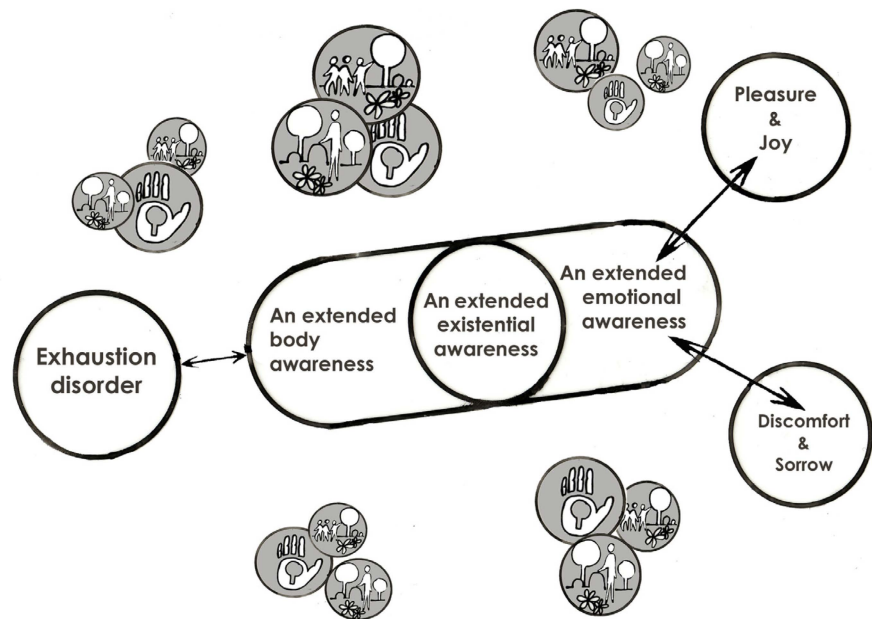 Pleasure
&
Joy
An extended
emotional
awareness
An extended
existential
awareness
An extended
body
awareness
Exhaustion
disorder
Discomfort
&
Sorrow